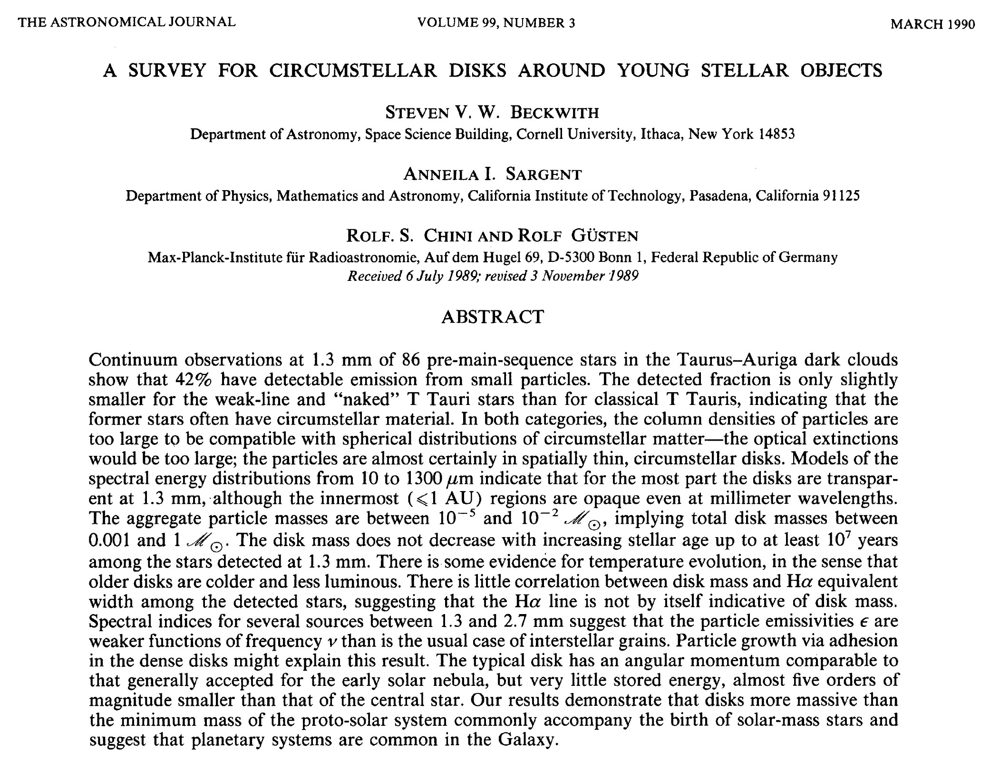 THE ASTRONOMICAL JOURNAL VOLUME 99, NUMBER 3 MARCH 1990
A SURVEY FOR CIRCUMSTELLAR DISKS AROUND YOUNG STELLAR OBJECTS
STEVEN V. W. BECKWITH
Department of Astronomy, Space Science Building, Cornell University, Ithaca, New York 14853
ANNEILA I. SARGENT
Department of Physics, Mathematics and Astronomy, California Institute of Technology, Pasadena, California 91125
ROLF. S. CHINI AND ROLF GÜSTEN
Max-Planck-Institute für Radioastronomie, Auf dem Hugel 69, D-5300 Bonn 1, Federal Republic of Germany
Received 6 July 1989; revised 3 November 1989
ABSTRACT
Continuum observations at 1.3 mm of 86 pre-main-sequence stars in the Taurus–Auriga dark clouds
show that 42% have detectable emission from small particles. The detected fraction is only slightly
smaller for the weak-line and “naked” T Tauri stars than for classical T Tauris, indicating that the
former stars often have circumstellar material. In both categories, the column densities of particles are
too large to be compatible with spherical distributions of circumstellar matter—the optical extinctions
would be too large; the particles are almost certainly in spatially thin, circumstellar disks. Models of the
spectral energy distributions from 10 to 1300 μm indicate that for the most part the disks are transpar-
ent at 1.3 mm, although the innermost (⩽1 AU) regions are opaque even at millimeter wavelengths.
The aggregate particle masses are between 10⁻⁵ and 10⁻² ℳ⊙, implying total disk masses between
0.001 and 1 ℳ⊙. The disk mass does not decrease with increasing stellar age up to at least 10⁷ years
among the stars detected at 1.3 mm. There is some evidence for temperature evolution, in the sense that
older disks are colder and less luminous. There is little correlation between disk mass and Hα equivalent
width among the detected stars, suggesting that the Hα line is not by itself indicative of disk mass.
Spectral indices for several sources between 1.3 and 2.7 mm suggest that the particle emissivities ϵ are
weaker functions of frequency ν than is the usual case of interstellar grains. Particle growth via adhesion
in the dense disks might explain this result. The typical disk has an angular momentum comparable to
that generally accepted for the early solar nebula, but very little stored energy, almost five orders of
magnitude smaller than that of the central star. Our results demonstrate that disks more massive than
the minimum mass of the proto-solar system commonly accompany the birth of solar-mass stars and
suggest that planetary systems are common in the Galaxy.